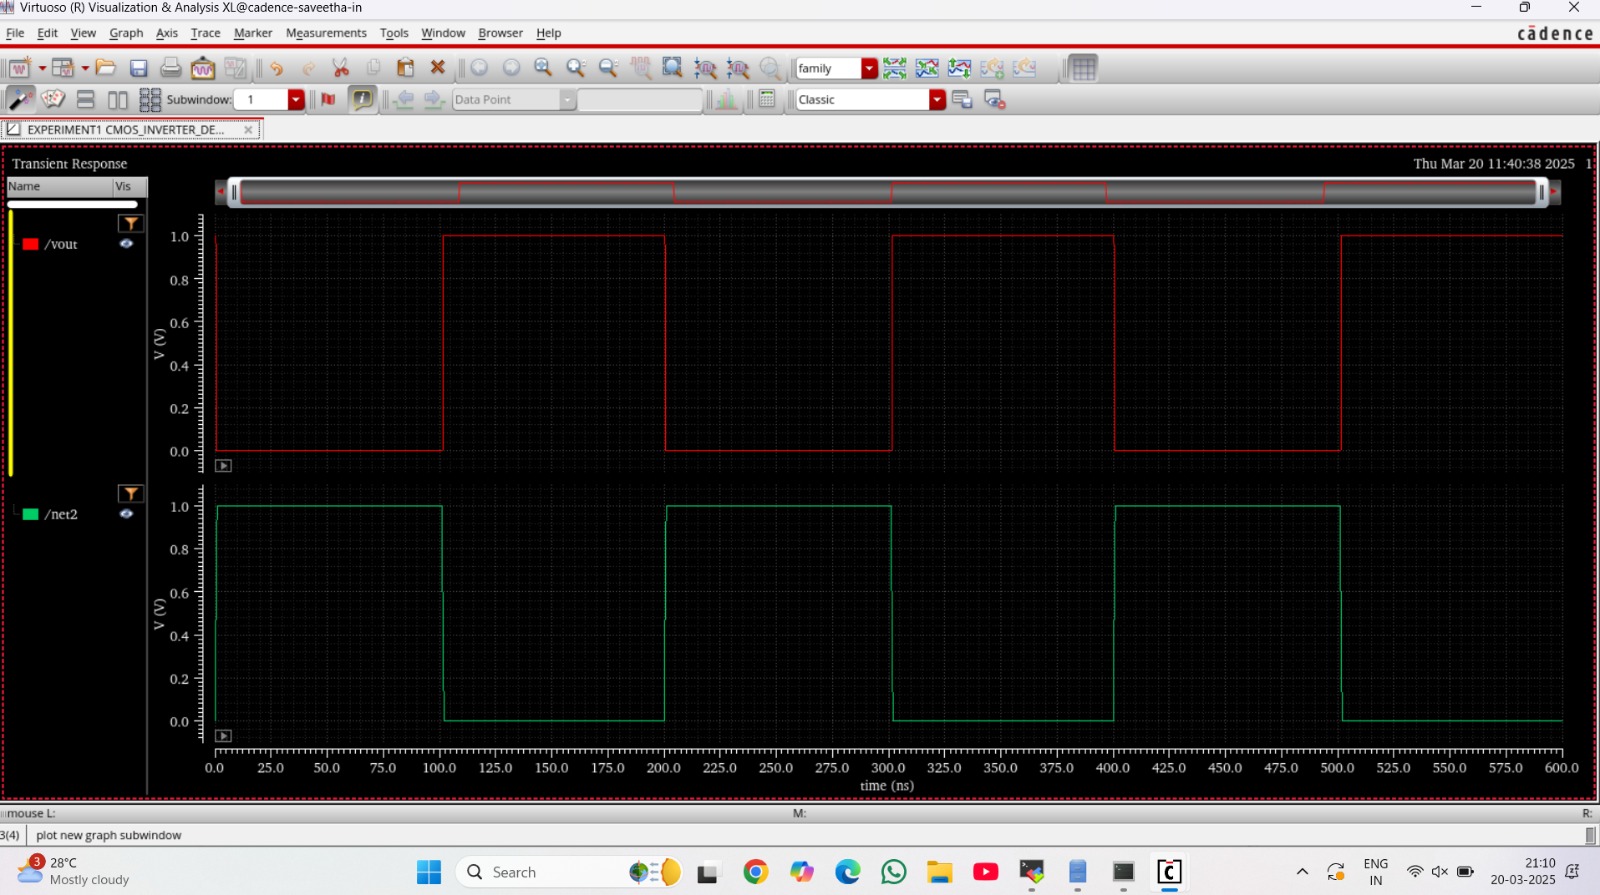 Virtuoso (R) Visualization & Analysis XL@cadence-saveetha-in
File Edit View Graph Axis Trace Marker Measurements Tools Window Browser Help
cādence
family
Subwindow: 1
Data Point
Classic
EXPERIMENT1 CMOS_INVERTER_DE...
Transient Response
Thu Mar 20 11:40:38 2025 1
Name Vis
/vout
1.0
0.8
0.6
0.4
0.2
0.0
V (V)
/net2
1.0
0.8
0.6
0.4
0.2
0.0
V (V)
0.0 25.0 50.0 75.0 100.0 125.0 150.0 175.0 200.0 225.0 250.0 275.0 300.0 325.0 350.0 375.0 400.0 425.0 450.0 475.0 500.0 525.0 550.0 575.0 600.0
time (ns)
mouse L: M: R:
3(4) plot new graph subwindow
3
28°C
Mostly cloudy
Search
C
ENG
IN
21:10
20-03-2025